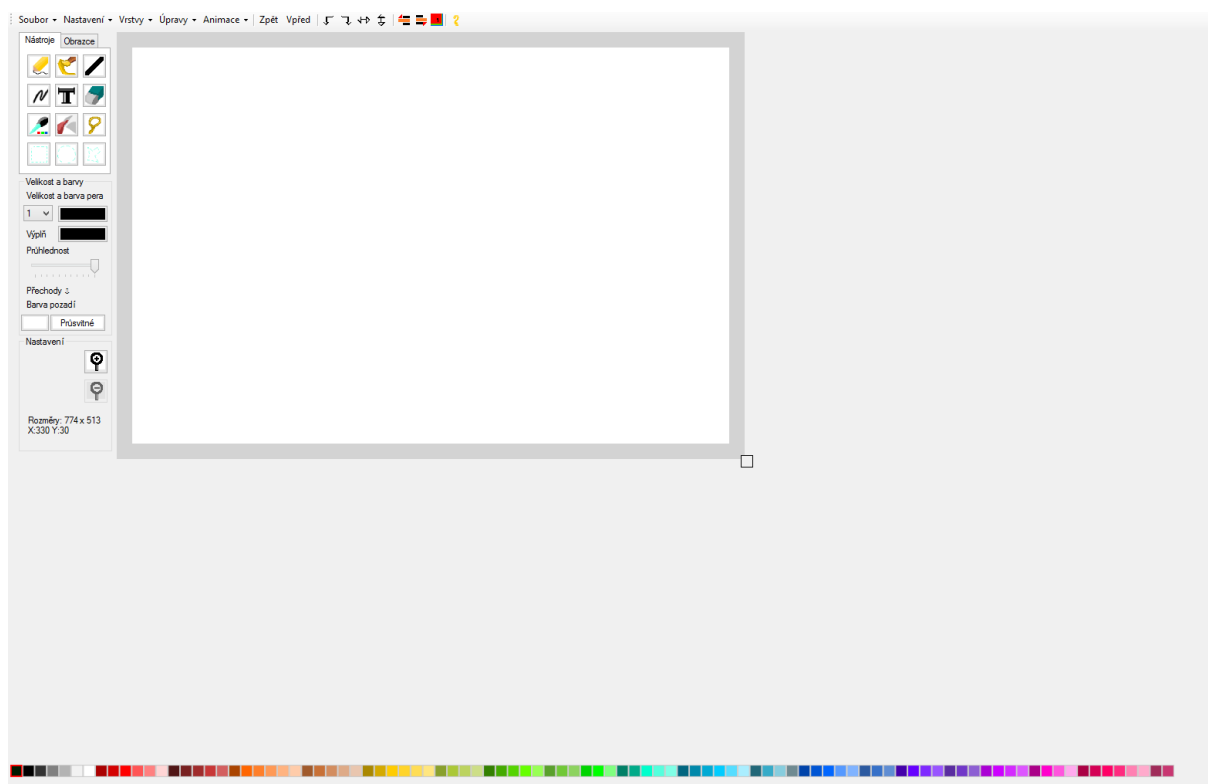 Soubor Nastavení Vrstvy Úpravy Animace Zpět Vpřed
Nástroje Obrazce
Velikost a barvy
Velikost a barva pera
1
Výplň
Průhlednost
Přechody
Barva pozadí
Průsvitné
Nastavení
Rozměry: 774 x 513
X:330 Y:30